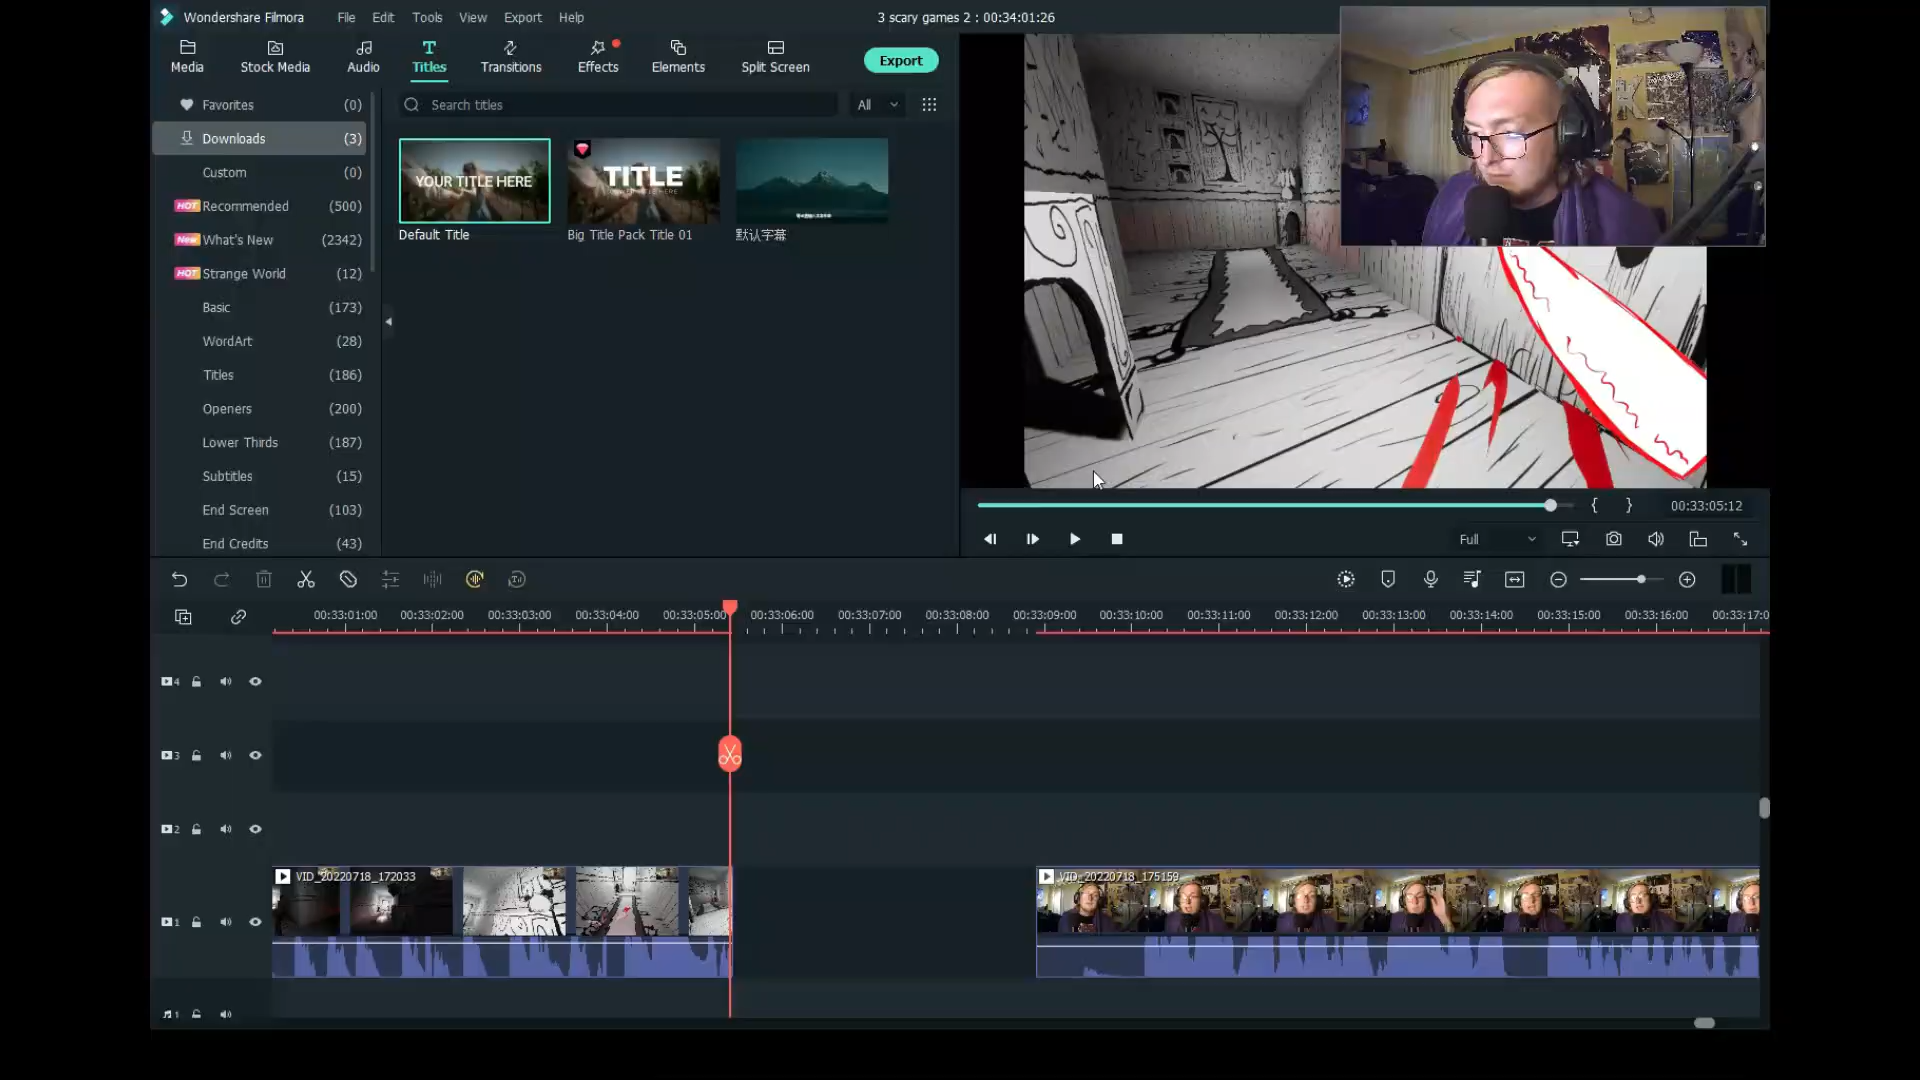 Wondershare Filmora File Edit Tools View Export Help 3 scary games 2 : 00:34:01:26
Media Stock Media Audio Titles Transitions Effects Elements Split Screen Export
Favorites (0)
Search titles All
Downloads (3)
Custom (0)
HOT Recommended (500)
New What's New (2342)
HOT Strange World (12)
Basic (173)
WordArt (28)
Titles (186)
Openers (200)
Lower Thirds (187)
Subtitles (15)
End Screen (103)
End Credits (43)
YOUR TITLE HERE
TITLE
Default Title Big Title Pack Title 01 默认字幕
{ } 00:33:05:12
Full
00:33:01:00 00:33:02:00 00:33:03:00 00:33:04:00 00:33:05:00 00:33:06:00 00:33:07:00 00:33:08:00 00:33:09:00 00:33:10:00 00:33:11:00 00:33:12:00 00:33:13:00 00:33:14:00 00:33:15:00 00:33:16:00 00:33:17:0
4
3
2
VID_20220718_172033 VID_20220718_175159
1
1